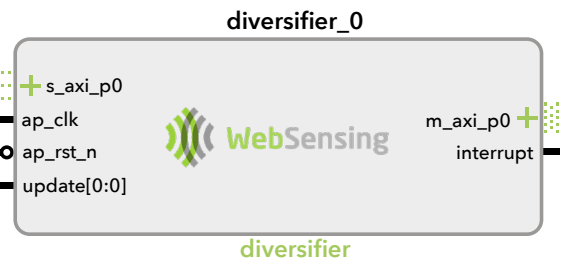 diversifier_0
s_axi_p0
ap_clk
ap_rst_n
update[0:0]
WebSensing
m_axi_p0
interrupt
diversifier